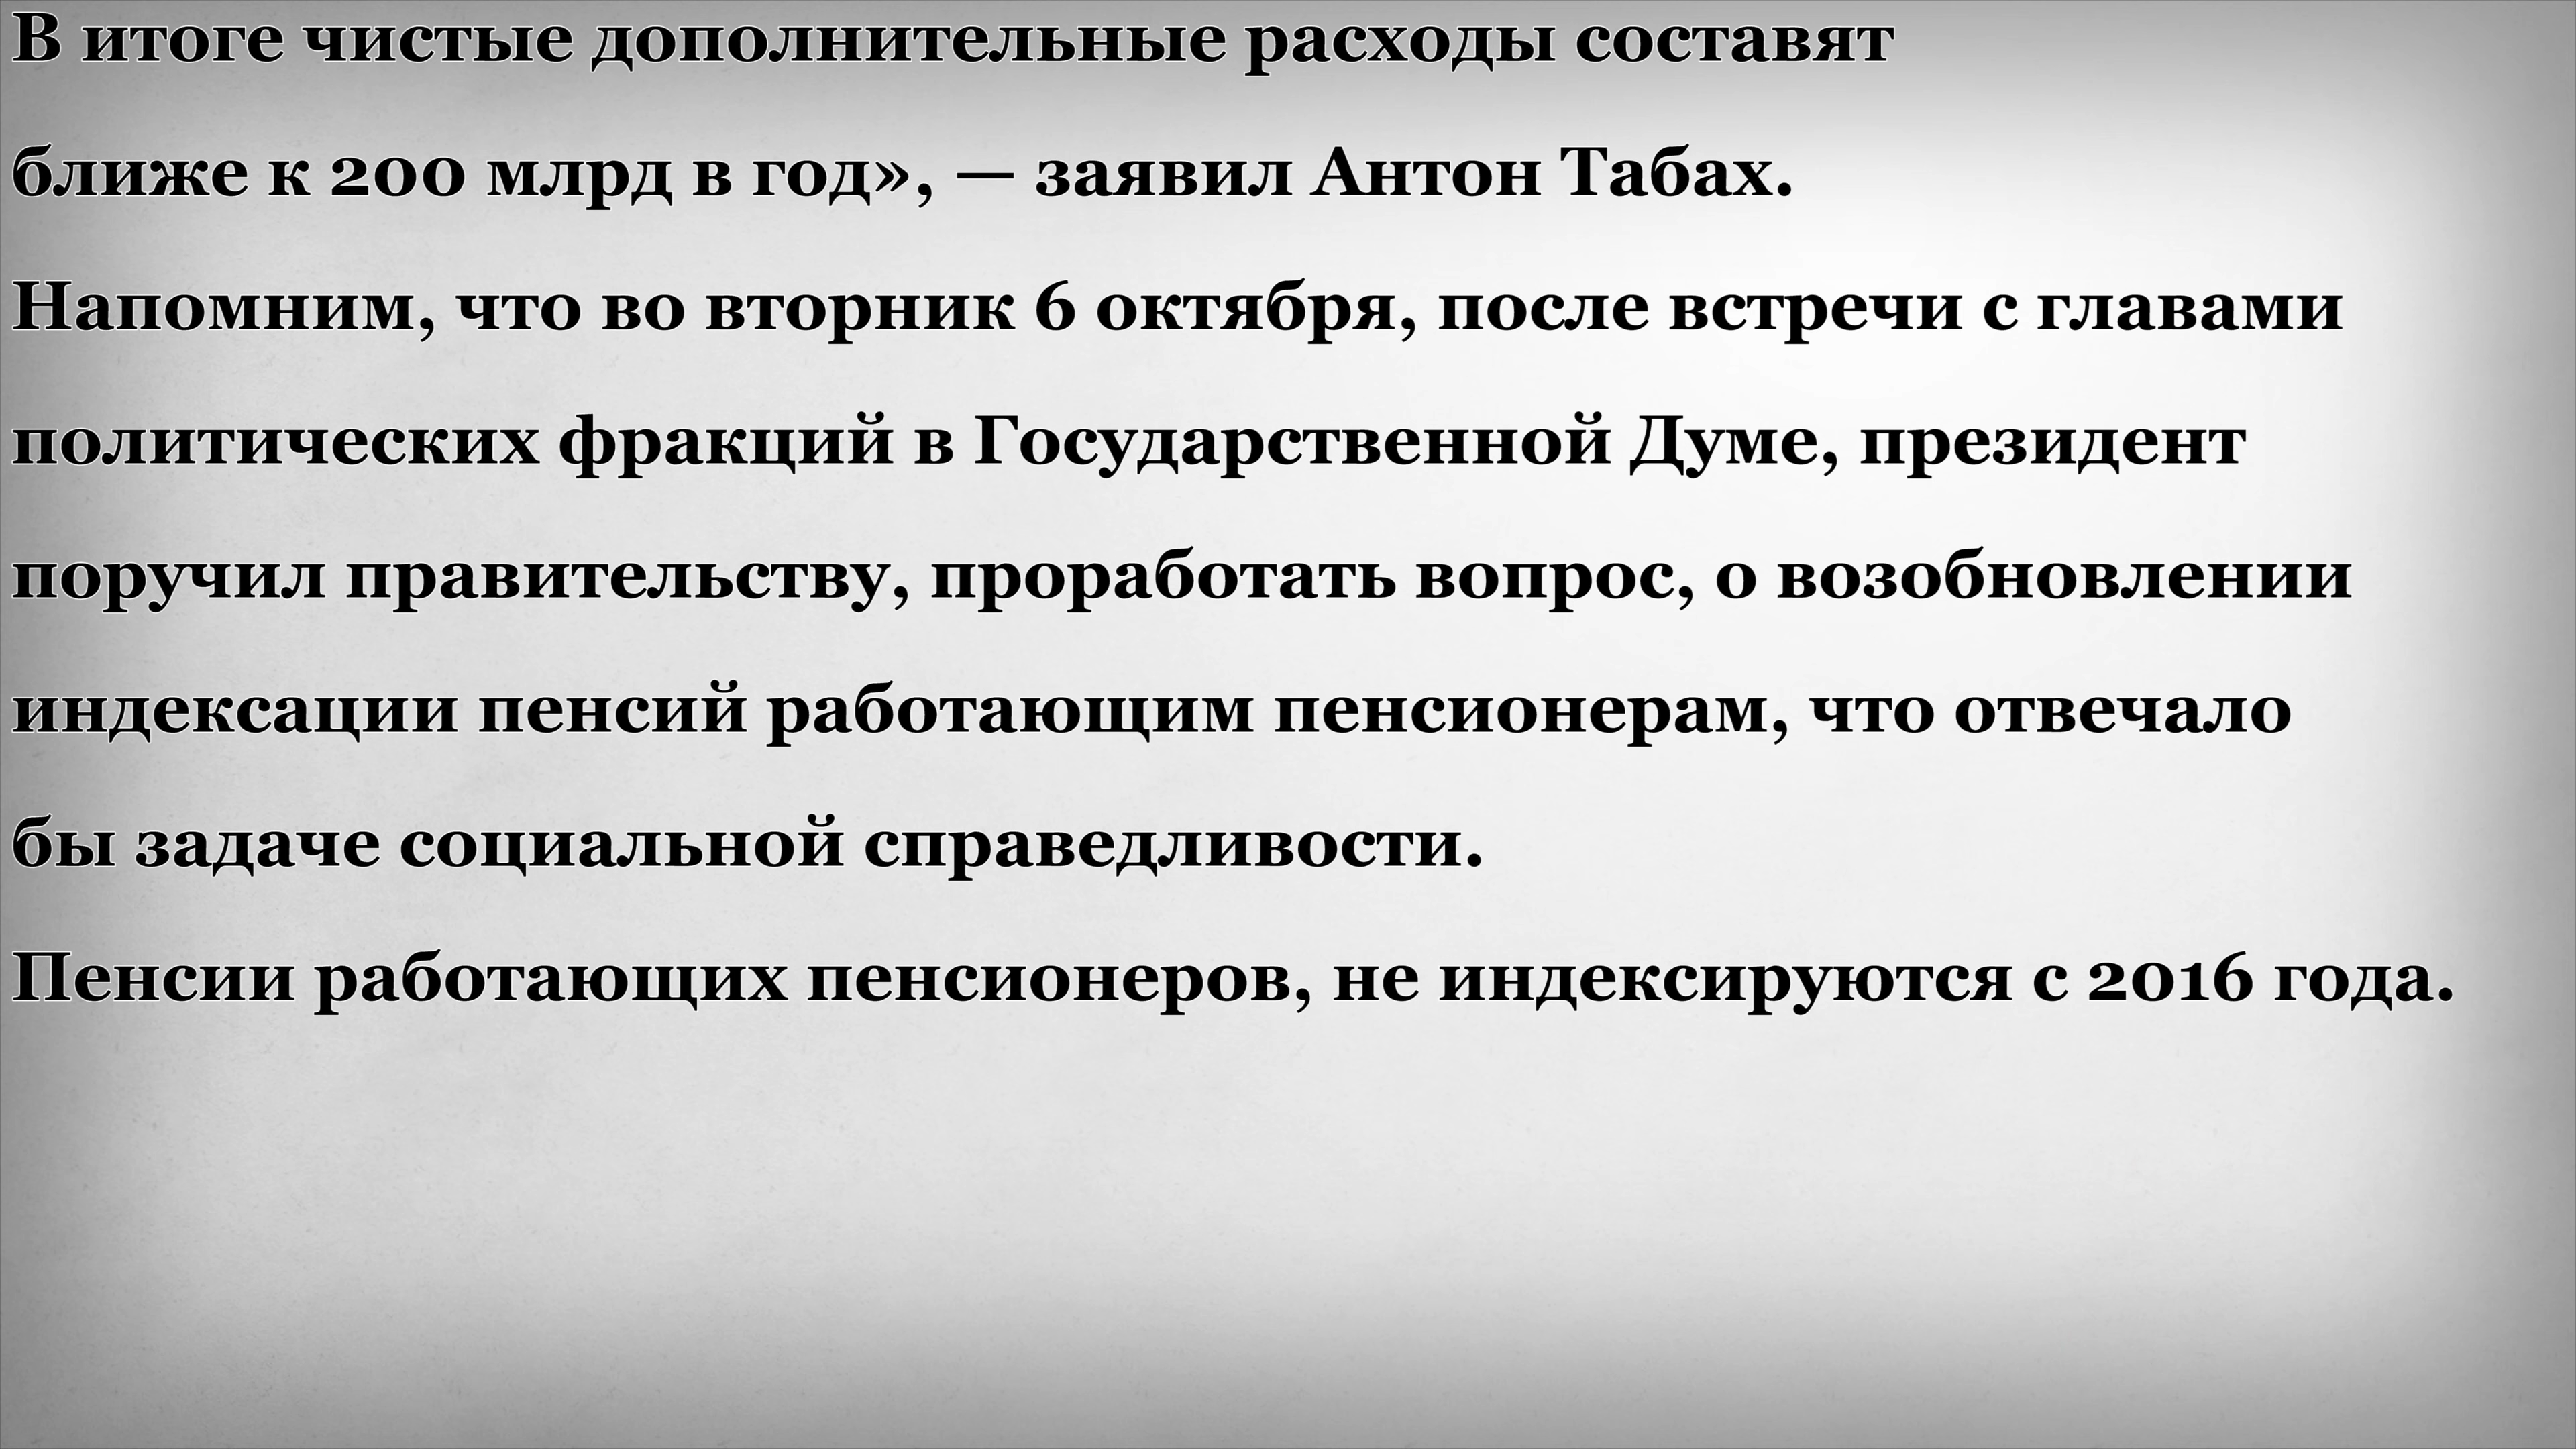 В итоге чистые дополнительные расходы составят
ближе к 200 млрд в год», — заявил Антон Табах.
Напомним, что во вторник 6 октября, после встречи с главами
политических фракций в Государственной Думе, президент
поручил правительству, проработать вопрос, о возобновлении
индексации пенсий работающим пенсионерам, что отвечало
бы задаче социальной справедливости.
Пенсии работающих пенсионеров, не индексируются с 2016 года.